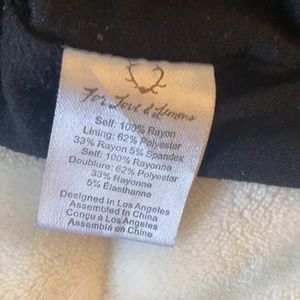 For Love & Lemons
Self: 100% Rayon
Lining: 62% Polyester
33% Rayon 5% Spandex
Self: 100% Rayonne
Doublure: 62% Polyester
33% Rayonne
5% Élasthanne
Designed in Los Angeles
Assembled in China
Conçu à Los Angeles
Assemblé en Chine